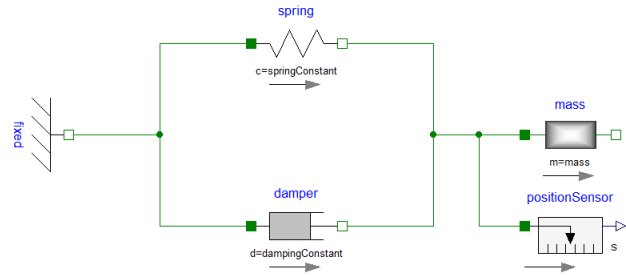 spring
c=springConstant
fixed
mass
m=mass
damper
d=dampingConstant
positionSensor
s